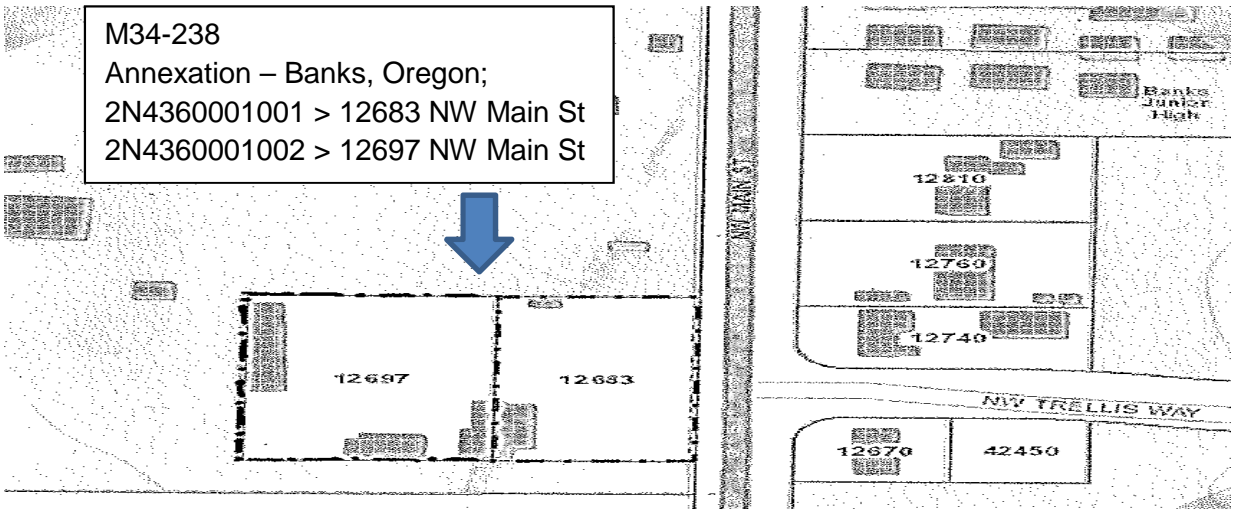 M34-238
Annexation – Banks, Oregon;
2N4360001001 > 12683 NW Main St
2N4360001002 > 12697 NW Main St
Banks
Junior
High
12810
NW MAIN ST
12760
12740
12697
12683
NW TRELLIS WAY
12670
42450